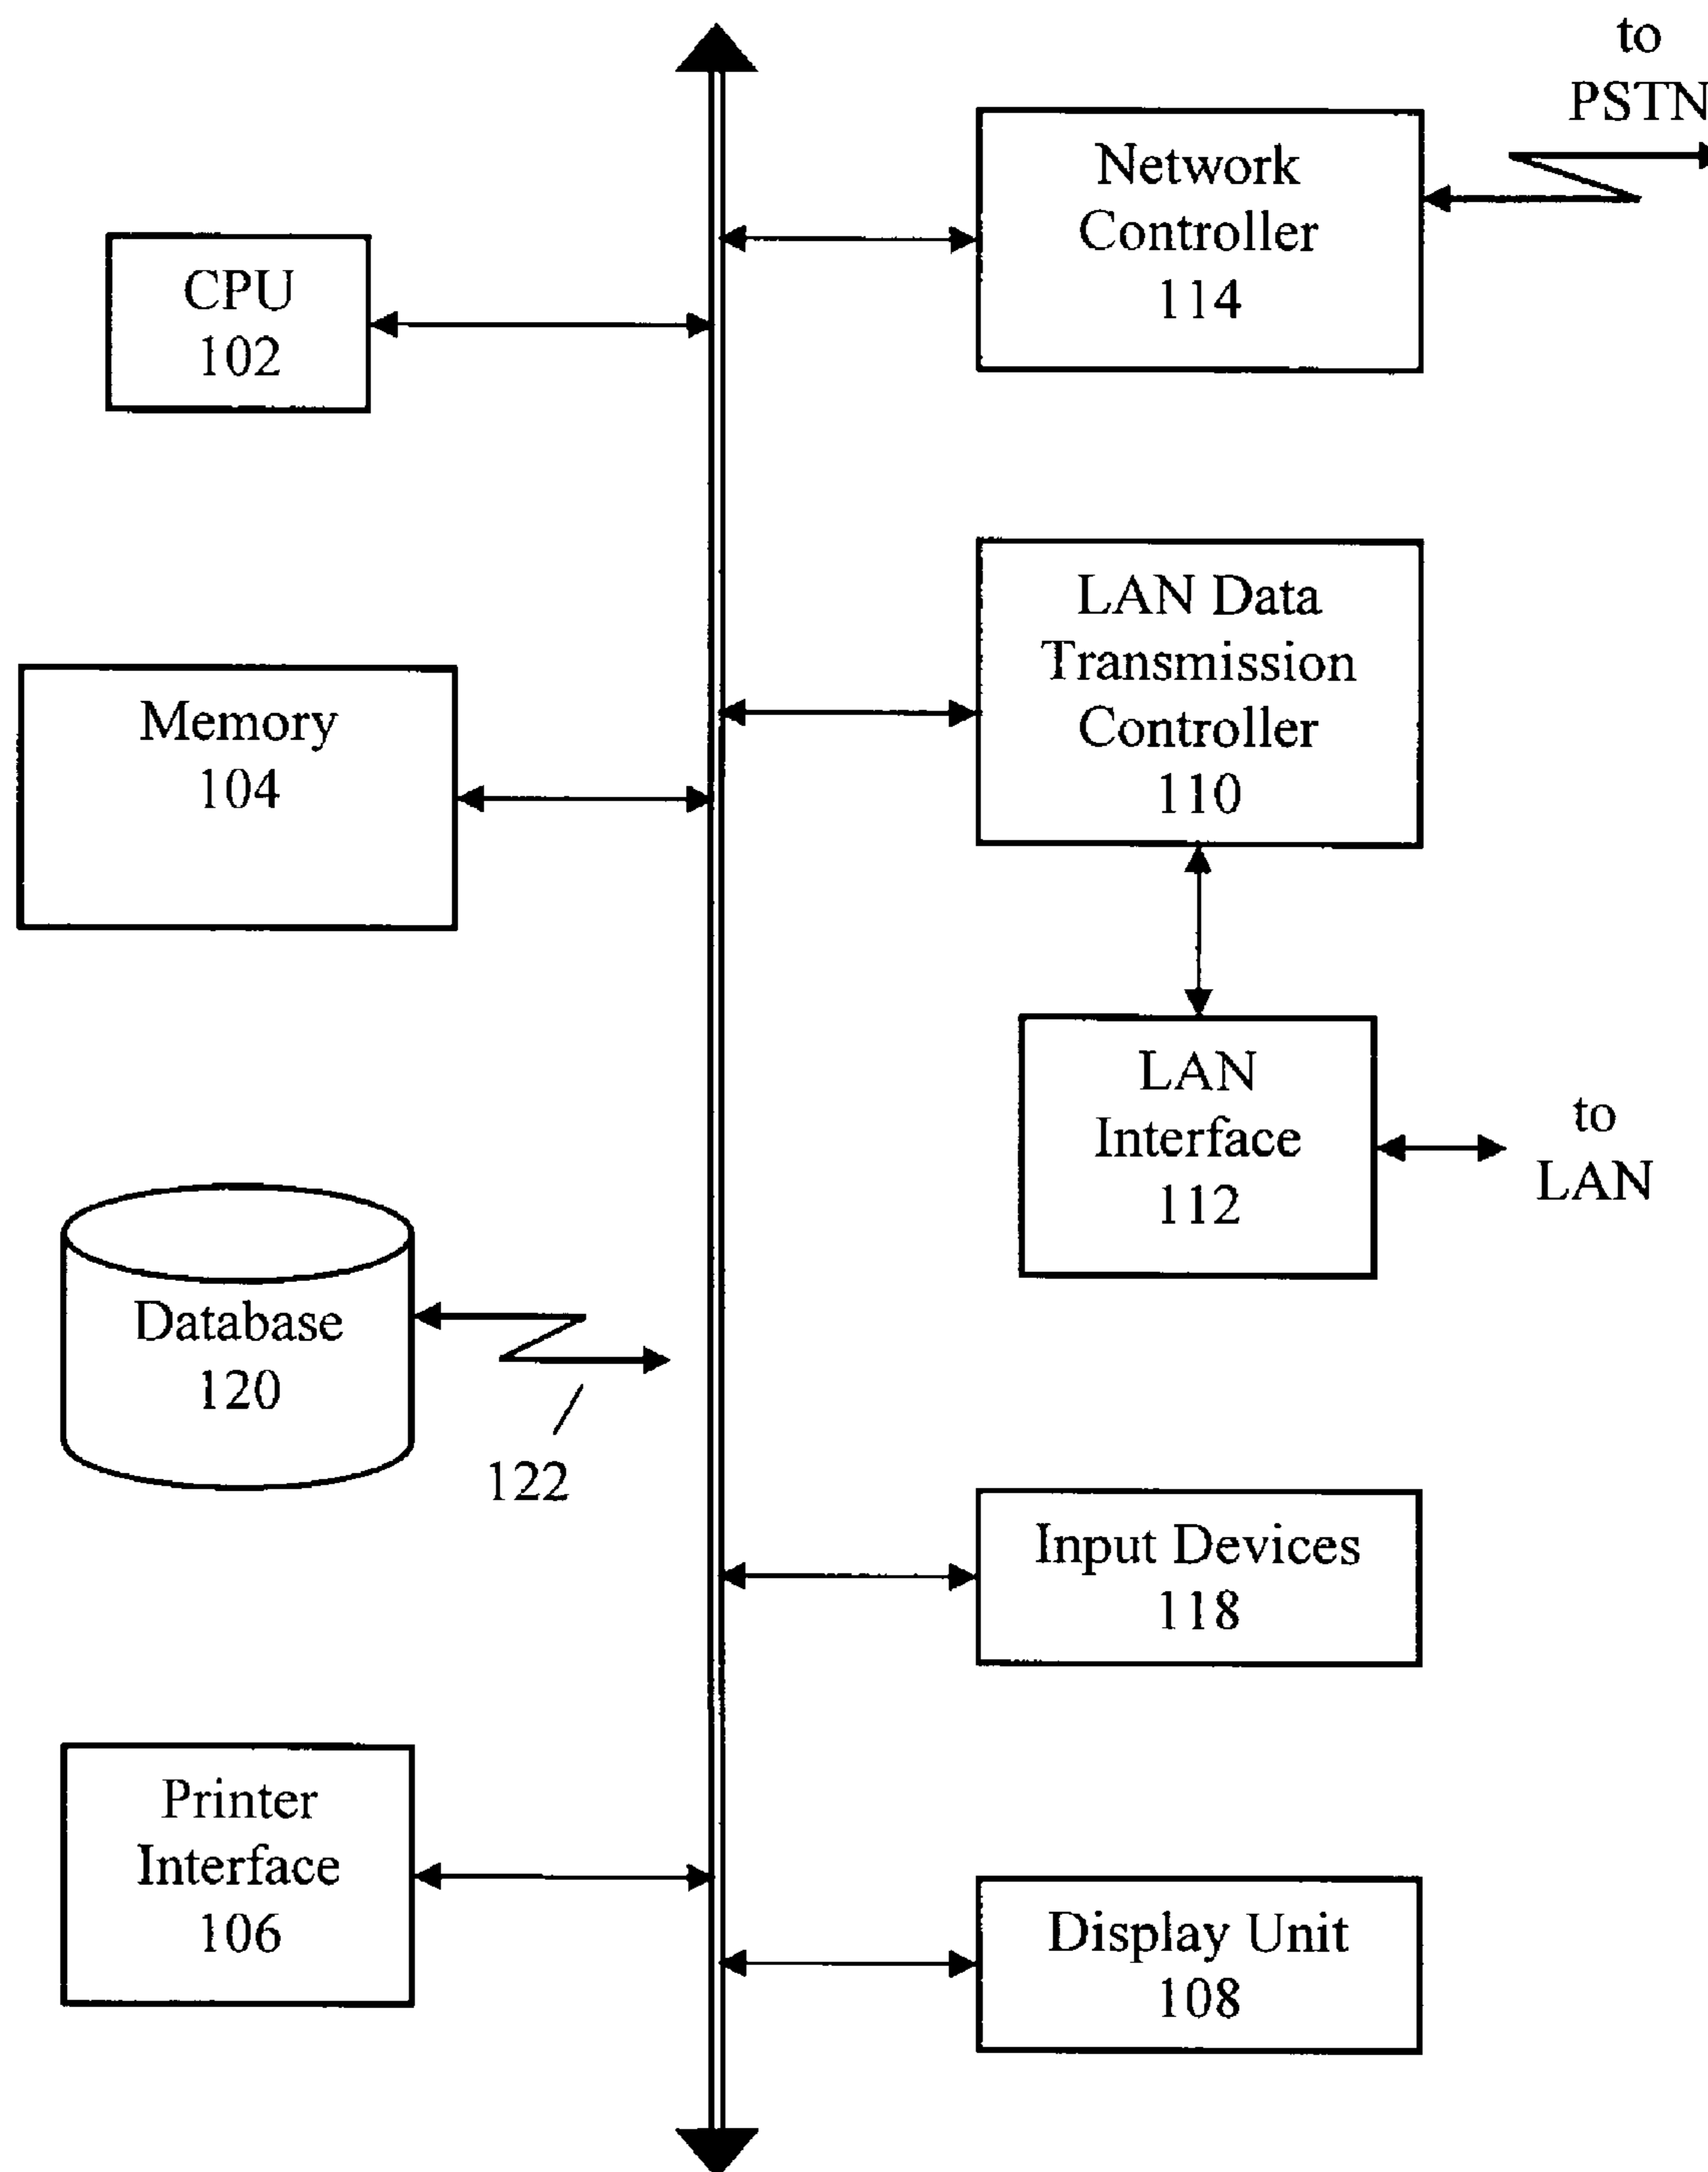 to
PSTN
Network
Controller
114
CPU
102
LAN Data
Transmission
Controller
110
Memory
104
LAN
Interface
112
to
LAN
Database
120
122
Input Devices
118
Printer
Interface
106
Display Unit
108